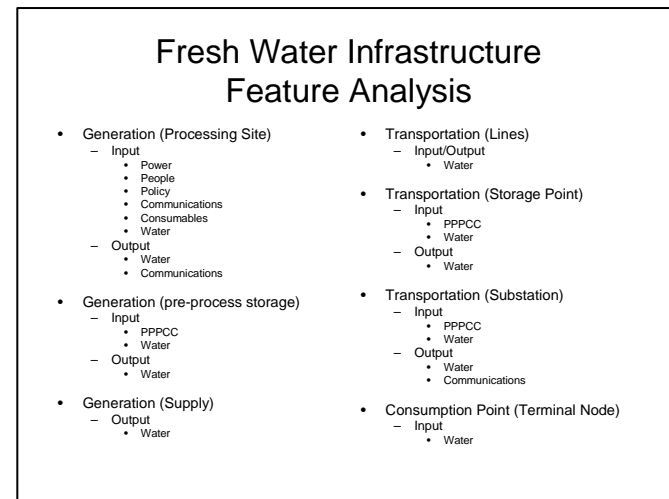 Fresh Water Infrastructure
Feature Analysis
• Generation (Processing Site)
– Input
• Power
• People
• Policy
• Communications
• Consumables
• Water
– Output
• Water
• Communications
• Generation (pre-process storage)
– Input
• PPPCC
• Water
– Output
• Water
• Generation (Supply)
– Output
• Water
• Transportation (Lines)
– Input/Output
• Water
• Transportation (Storage Point)
– Input
• PPPCC
• Water
– Output
• Water
• Transportation (Substation)
– Input
• PPPCC
• Water
– Output
• Water
• Communications
• Consumption Point (Terminal Node)
– Input
• Water